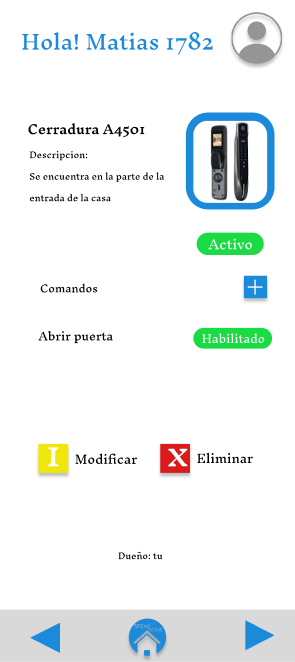 Hola! Matias 1782
Cerradura A4501
Descripcion:
Se encuentra en la parte de la
entrada de la casa
Activo
Comandos
Abrir puerta
Habilitado
I Modificar
X Eliminar
Dueño: tu